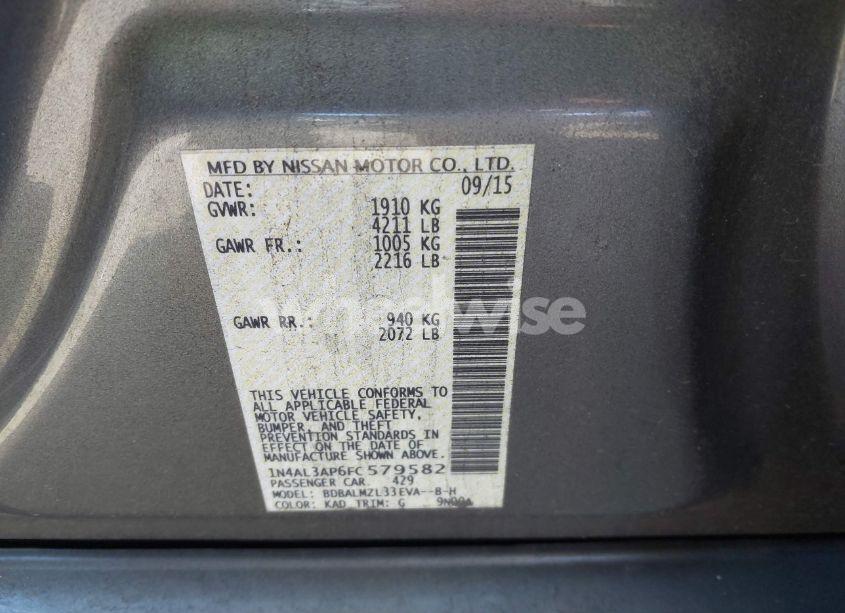 MFD BY NISSAN MOTOR CO., LTD.
DATE: 09/15
GVWR: 1910 KG
4211 LB
GAWR FR.: 1005 KG
2216 LB
wheelwise
GAWR RR.: 940 KG
2072 LB
THIS VEHICLE CONFORMS TO
ALL APPLICABLE FEDERAL
MOTOR VEHICLE SAFETY,
BUMPER, AND THEFT
PREVENTION STANDARDS IN
EFFECT ON THE DATE OF
MANUFACTURE SHOWN ABOVE.
1N4AL3AP6FC579582
PASSENGER CAR. 429
MODEL: BDBALMZL33EVA--B-H
COLOR: KAD TRIM: G